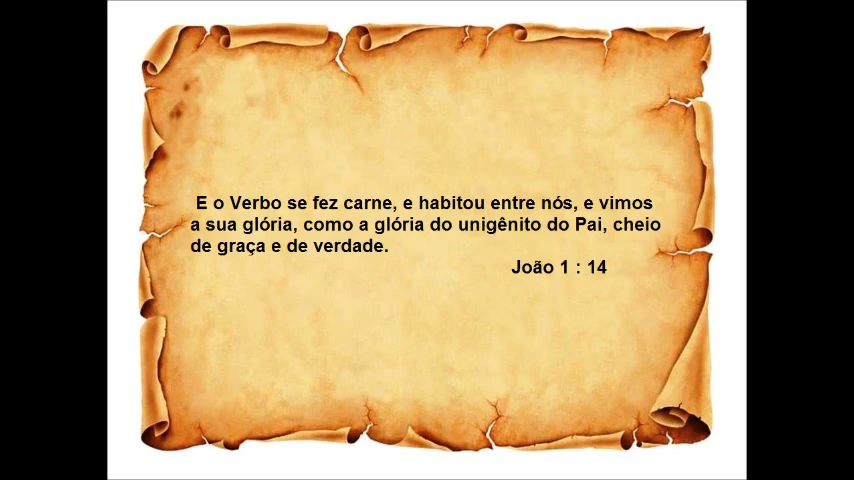 E o Verbo se fez carne, e habitou entre nós, e vimos
a sua glória, como a glória do unigênito do Pai, cheio
de graça e de verdade.
João 1 : 14